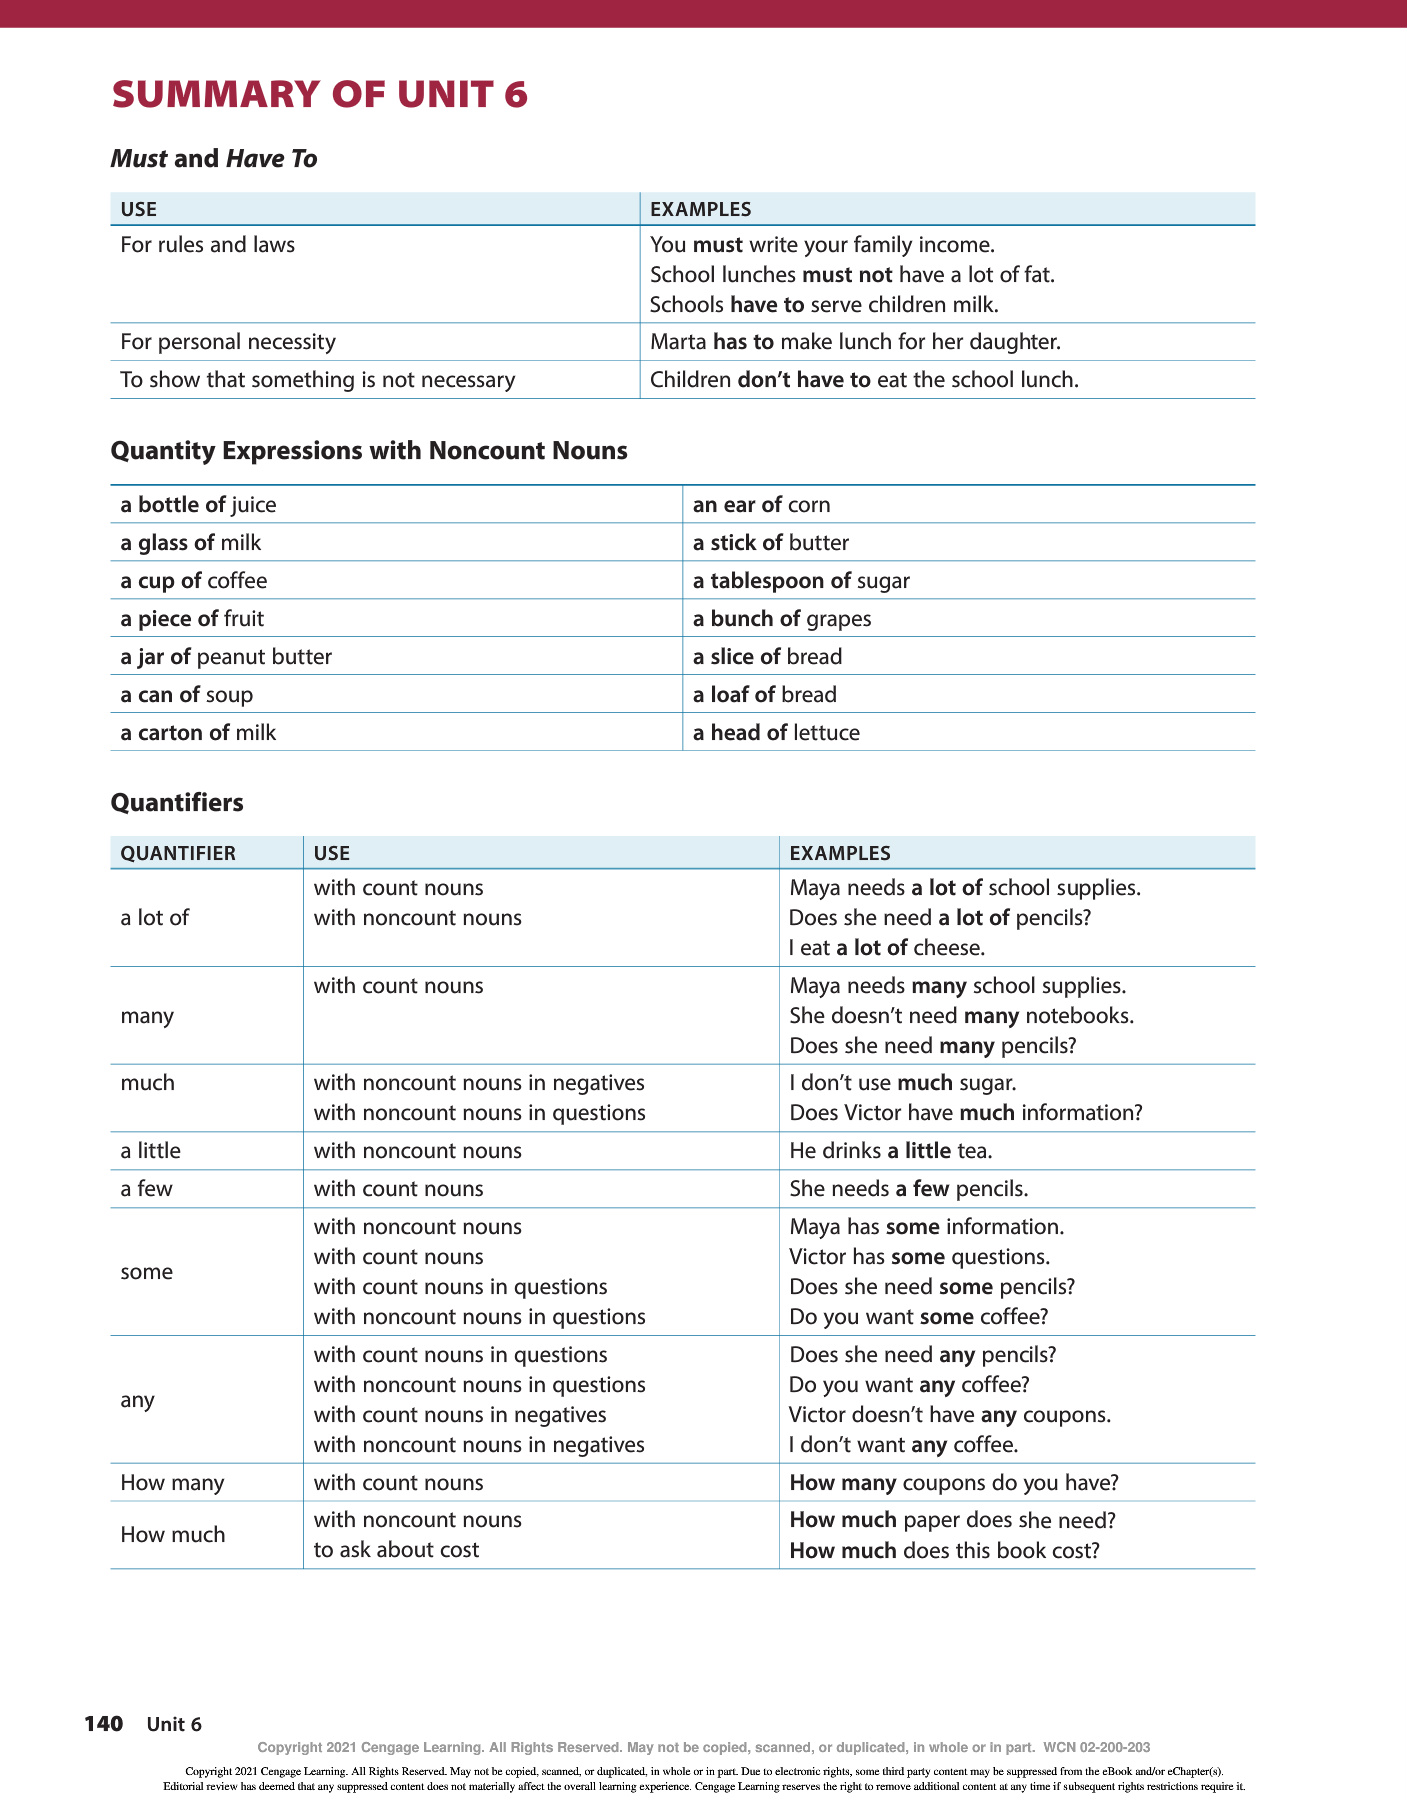 SUMMARY OF UNIT 6
Must and Have To
USE EXAMPLES
For rules and laws You must write your family income.
School lunches must not have a lot of fat.
Schools have to serve children milk.
For personal necessity Marta has to make lunch for her daughter.
To show that something is not necessary Children don't have to eat the school lunch.
Quantity Expressions with Noncount Nouns
a bottle of juice an ear of corn
a glass of milk a stick of butter
a cup of coffee a tablespoon of sugar
a piece of fruit a bunch of grapes
a jar of peanut butter a slice of bread
a can of soup a loaf of bread
a carton of milk a head of lettuce
Quantifiers
QUANTIFIER USE EXAMPLES
with count nouns Maya needs a lot of school supplies.
a lot of with noncount nouns Does she need a lot of pencils?
I eat a lot of cheese.
with count nouns Maya needs many school supplies.
many She doesn't need many notebooks.
Does she need many pencils?
much with noncount nouns in negatives I don't use much sugar.
with noncount nouns in questions Does Victor have much information?
a little with noncount nouns He drinks a little tea.
a few with count nouns She needs a few pencils.
some
with noncount nouns Maya has some information.
with count nouns Victor has some questions.
with count nouns in questions Does she need some pencils?
with noncount nouns in questions Do you want some coffee?
any
with count nouns in questions Does she need any pencils?
with noncount nouns in questions Do you want any coffee?
with count nouns in negatives Victor doesn't have any coupons.
with noncount nouns in negatives I don't want any coffee.
How many with count nouns How many coupons do you have?
How much
with noncount nouns How much paper does she need?
to ask about cost How much does this book cost?
140 Unit 6
Copyright 2021 Cengage Learning. All Rights Reserved. May not be copied, scanned, or duplicated, in whole or in part. WCN 02-200-203
Copyright 2021 Cengage Learning. All Rights Reserved. May not be copied, scanned, or duplicated, in whole or in part. Due to electronic rights, some third party content may be suppressed from the eBook and/or eChapter(s).
Editorial review has deemed that any suppressed content does not materially affect the overall learning experience. Cengage Learning reserves the right to remove additional content at any time if subsequent rights restrictions require it.